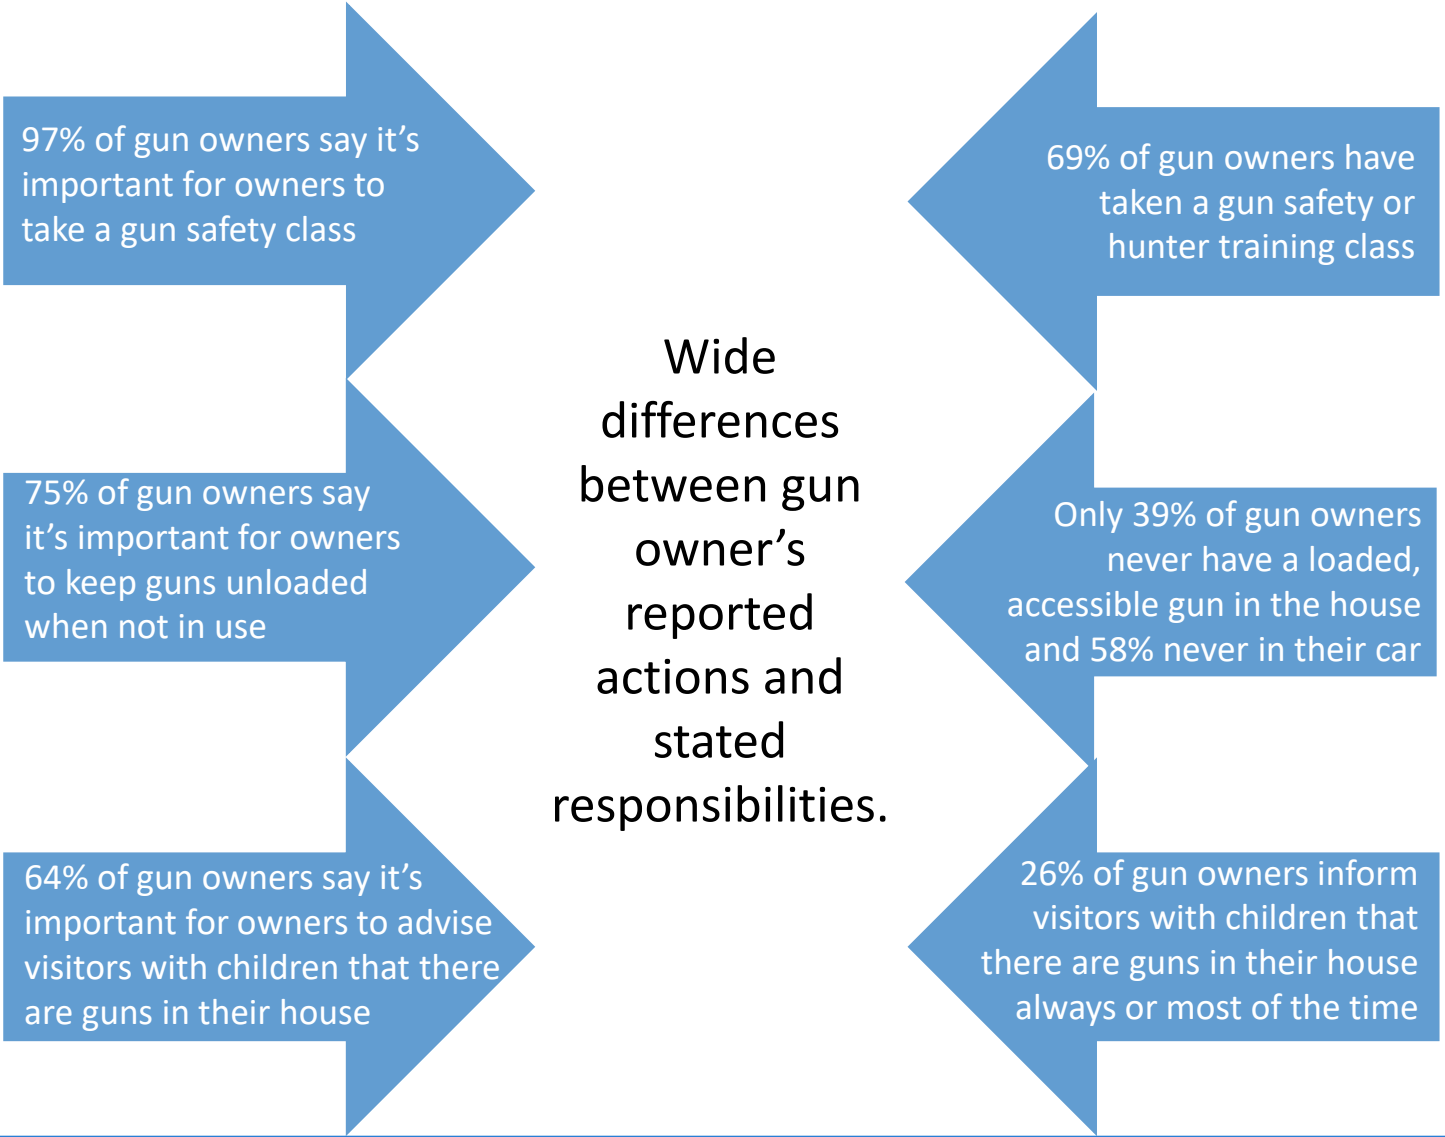 97% of gun owners say it’s
important for owners to
take a gun safety class
69% of gun owners have
taken a gun safety or
hunter training class
Wide
differences
between gun
owner’s
reported
actions and
stated
responsibilities.
75% of gun owners say
it’s important for owners
to keep guns unloaded
when not in use
Only 39% of gun owners
never have a loaded,
accessible gun in the house
and 58% never in their car
64% of gun owners say it’s
important for owners to advise
visitors with children that there
are guns in their house
26% of gun owners inform
visitors with children that
there are guns in their house
always or most of the time